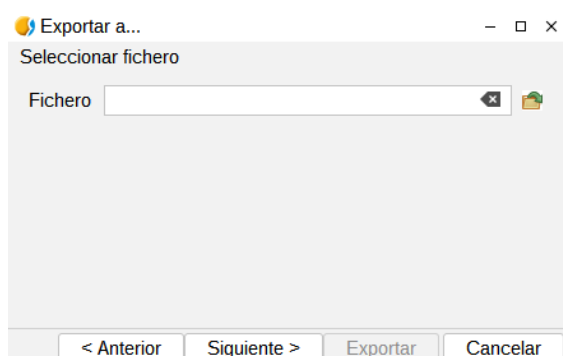 Exportar a...
Seleccionar fichero
Fichero
< Anterior Siguiente > Exportar Cancelar